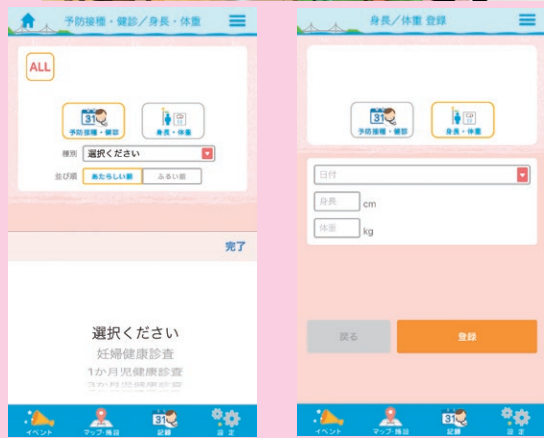 予防接種・健診／身長・体重
ALL
31
予防接種・健診
身長・体重
種別
選択ください
並び順
あたらしい順
ふるい順
完了
選択ください
妊婦健康診査
1か月児健康診査
イベント
マップ・施設
31
記録
設定
身長／体重 登録
31
予防接種・健診
身長・体重
日付
身長
cm
体重
kg
戻る
登録
イベント
マップ・施設
31
記録
設定